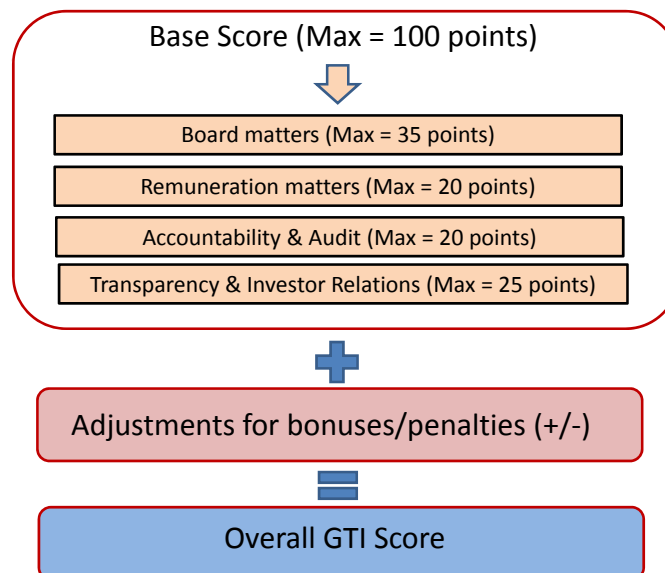 Base Score (Max = 100 points)
Board matters (Max = 35 points)
Remuneration matters (Max = 20 points)
Accountability & Audit (Max = 20 points)
Transparency & Investor Relations (Max = 25 points)
Adjustments for bonuses/penalties (+/-)
Overall GTI Score